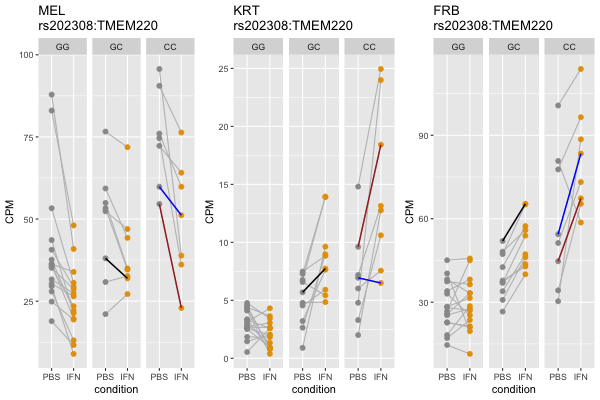 MEL
rs202308:TMEM220
GG GC CC
CPM
100
75
50
25
PBS IFN PBS IFN PBS IFN
condition
KRT
rs202308:TMEM220
GG GC CC
CPM
25
20
15
10
5
0
PBS IFN PBS IFN PBS IFN
condition
FRB
rs202308:TMEM220
GG GC CC
CPM
90
60
30
PBS IFN PBS IFN PBS IFN
condition